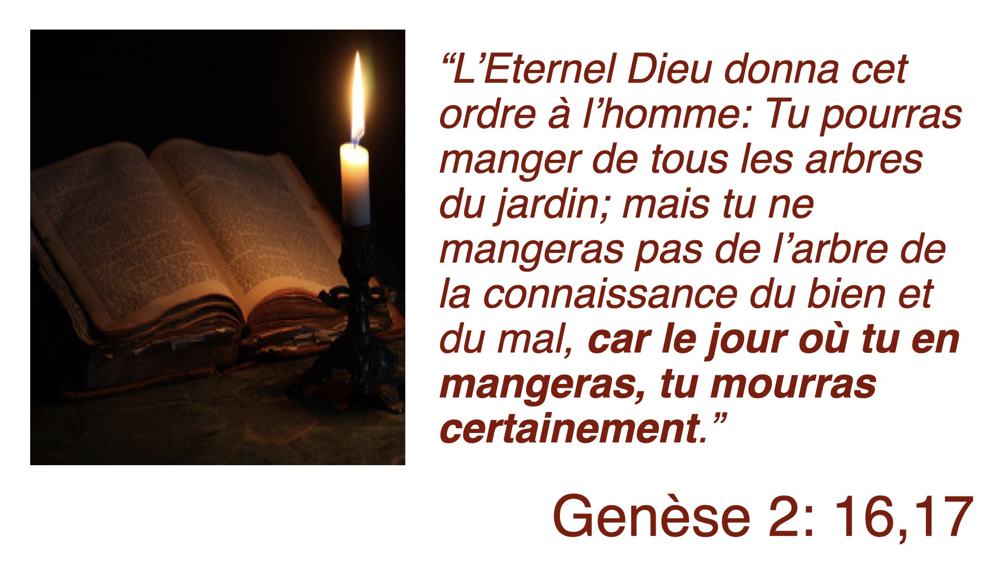 “L’Eternel Dieu donna cet
ordre à l’homme: Tu pourras
manger de tous les arbres
du jardin; mais tu ne
mangeras pas de l’arbre de
la connaissance du bien et
du mal, car le jour où tu en
mangeras, tu mourras
certainement.”
Genèse 2: 16,17